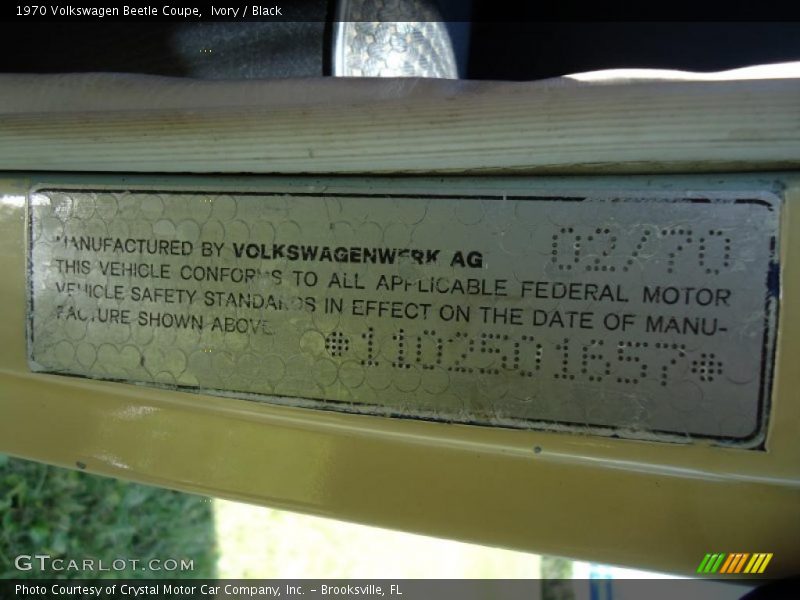 1970 Volkswagen Beetle Coupe, Ivory / Black
MANUFACTURED BY VOLKSWAGENWERK AG 02/70
THIS VEHICLE CONFORMS TO ALL APPLICABLE FEDERAL MOTOR
VEHICLE SAFETY STANDARDS IN EFFECT ON THE DATE OF MANU-
FACTURE SHOWN ABOVE.
*1102501657*
GTCARLOT.COM
Photo Courtesy of Crystal Motor Car Company, Inc. – Brooksville, FL